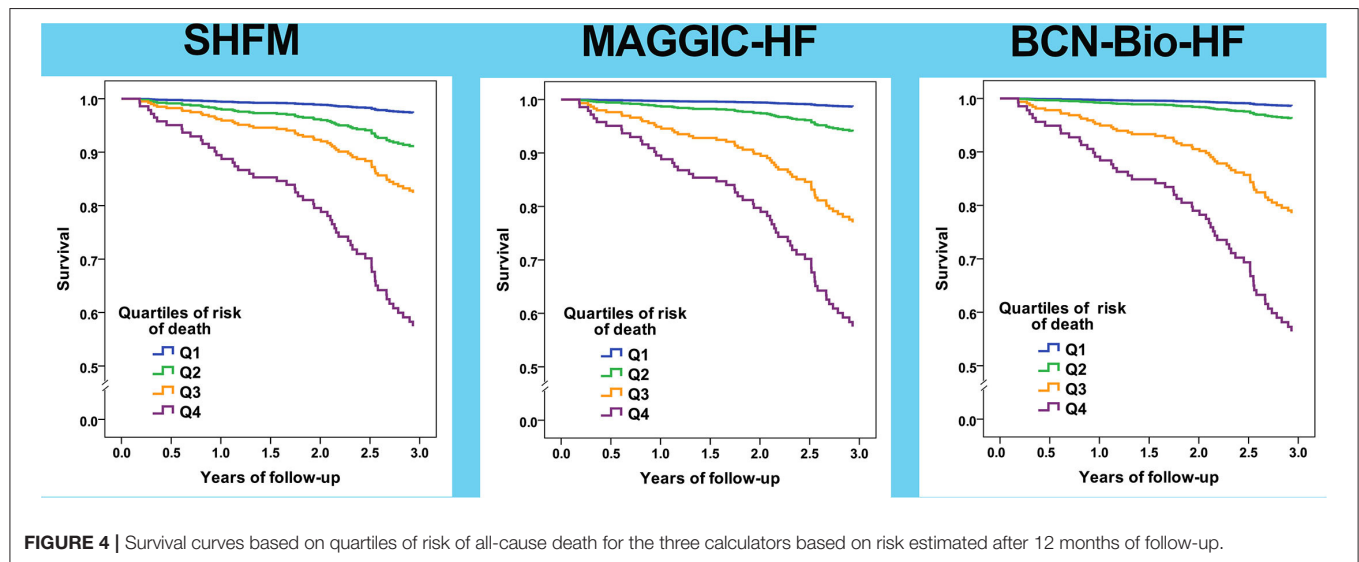 SHFM
1.0
0.9
0.8
0.7
0.6
0.5
0.0
Survival
Quartiles of risk
of death
Q1
Q2
Q3
Q4
0.0 0.5 1.0 1.5 2.0 2.5 3.0
Years of follow-up
MAGGIC-HF
1.0
0.9
0.8
0.7
0.6
0.5
0.0
Survival
Quartiles of risk
of death
Q1
Q2
Q3
Q4
0.0 0.5 1.0 1.5 2.0 2.5 3.0
Years of follow-up
BCN-Bio-HF
1.0
0.9
0.8
0.7
0.6
0.5
0.0
Survival
Quartiles of risk
of death
Q1
Q2
Q3
Q4
0.0 0.5 1.0 1.5 2.0 2.5 3.0
Years of follow-up
FIGURE 4 | Survival curves based on quartiles of risk of all-cause death for the three calculators based on risk estimated after 12 months of follow-up.